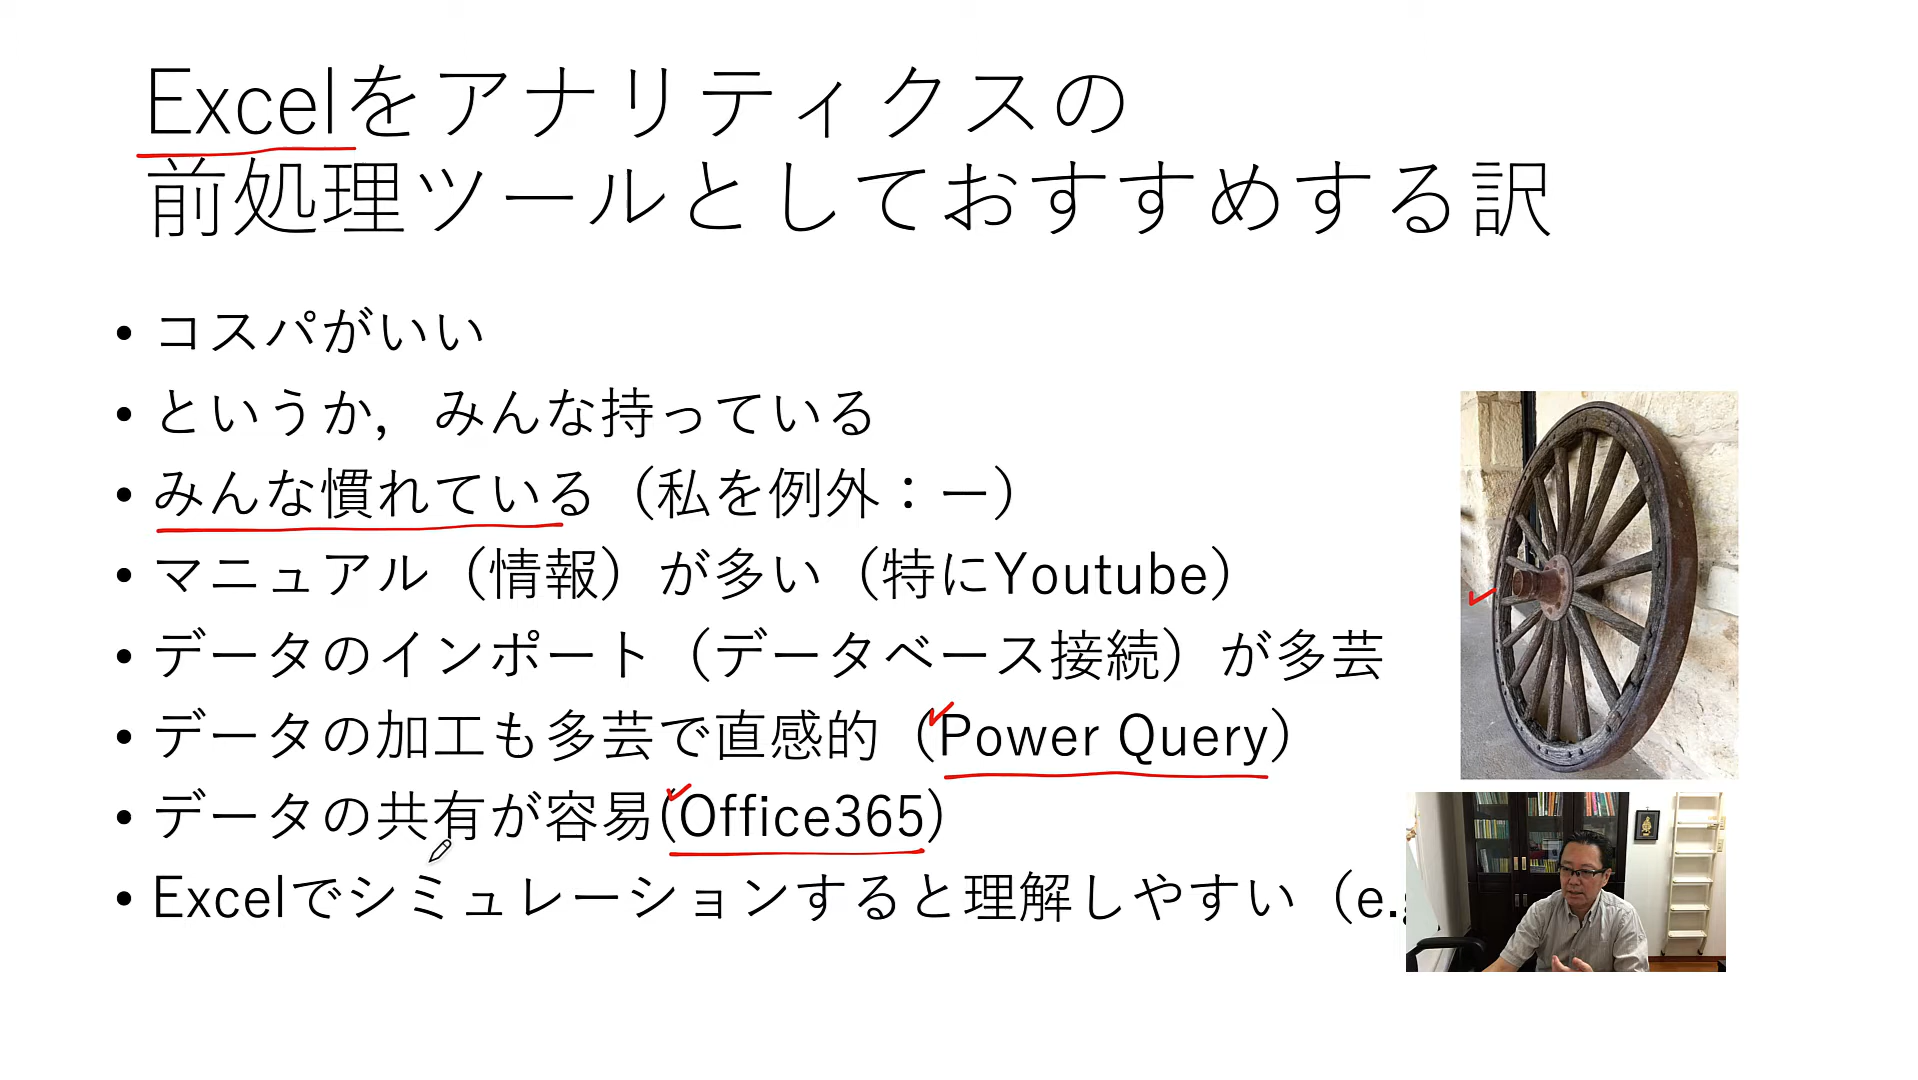 Excelをアナリティクスの
前処理ツールとしておすすめする訳
• コスパがいい
• というか，みんな持っている
• みんな慣れている（私を例外：ー）
• マニュアル（情報）が多い（特にYoutube）
• データのインポート（データベース接続）が多芸
• データの加工も多芸で直感的（Power Query）
• データの共有が容易(Office365)
• Excelでシミュレーションすると理解しやすい（e.